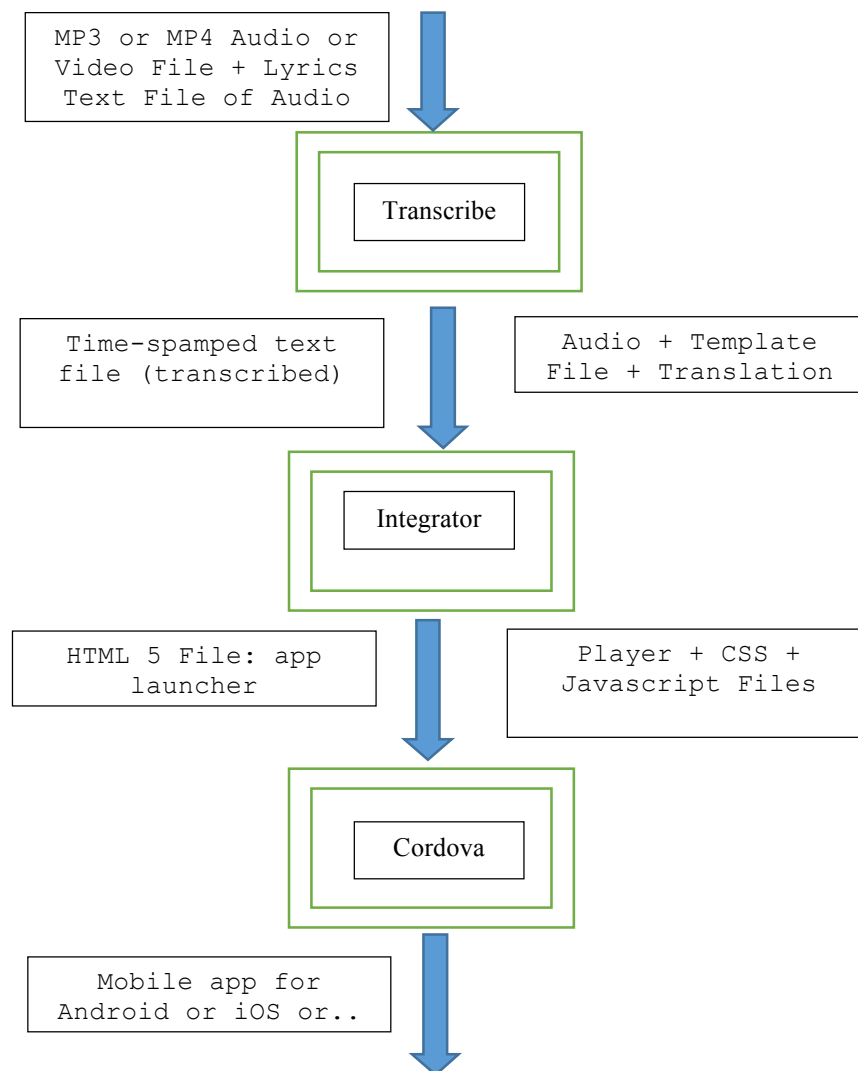 MP3 or MP4 Audio or
Video File + Lyrics
Text File of Audio
Transcribe
Time-spamped text
file (transcribed)
Audio + Template
File + Translation
Integrator
HTML 5 File: app
launcher
Player + CSS +
Javascript Files
Cordova
Mobile app for
Android or iOS or..